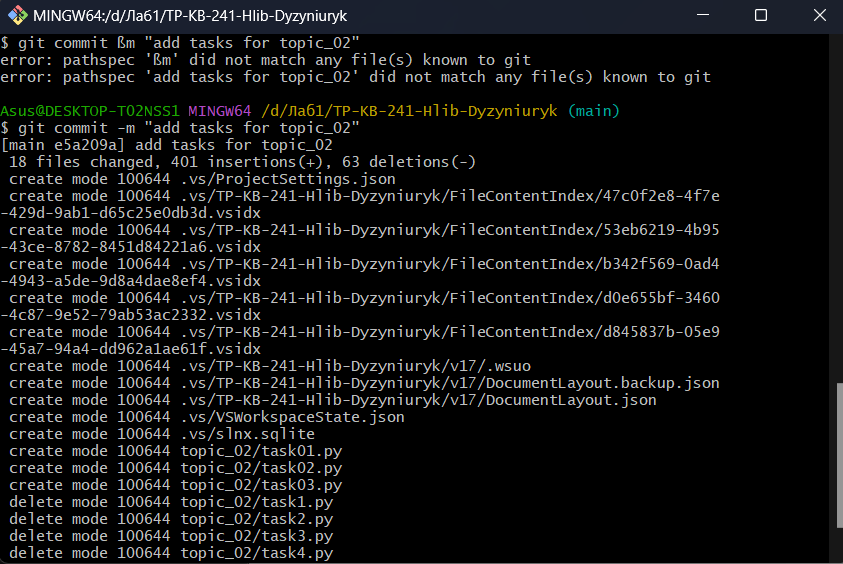 MINGW64:/d/Лаб1/TP-KB-241-Hlib-Dyzyniuryk
$ git commit ßm "add tasks for topic_02"
error: pathspec 'ßm' did not match any file(s) known to git
error: pathspec 'add tasks for topic_02' did not match any file(s) known to git
Asus@DESKTOP-T02NSS1 MINGW64 /d/Лаб1/TP-KB-241-Hlib-Dyzyniuryk (main)
$ git commit -m "add tasks for topic_02"
[main e5a209a] add tasks for topic_02
 18 files changed, 401 insertions(+), 63 deletions(-)
 create mode 100644 .vs/ProjectSettings.json
 create mode 100644 .vs/TP-KB-241-Hlib-Dyzyniuryk/FileContentIndex/47c0f2e8-4f7e
-429d-9ab1-d65c25e0db3d.vsidx
 create mode 100644 .vs/TP-KB-241-Hlib-Dyzyniuryk/FileContentIndex/53eb6219-4b95
-43ce-8782-8451d84221a6.vsidx
 create mode 100644 .vs/TP-KB-241-Hlib-Dyzyniuryk/FileContentIndex/b342f569-0ad4
-4943-a5de-9d8a4dae8ef4.vsidx
 create mode 100644 .vs/TP-KB-241-Hlib-Dyzyniuryk/FileContentIndex/d0e655bf-3460
-4c87-9e52-79ab53ac2332.vsidx
 create mode 100644 .vs/TP-KB-241-Hlib-Dyzyniuryk/FileContentIndex/d845837b-05e9
-45a7-94a4-dd962a1ae61f.vsidx
 create mode 100644 .vs/TP-KB-241-Hlib-Dyzyniuryk/v17/.wsuo
 create mode 100644 .vs/TP-KB-241-Hlib-Dyzyniuryk/v17/DocumentLayout.backup.json
 create mode 100644 .vs/TP-KB-241-Hlib-Dyzyniuryk/v17/DocumentLayout.json
 create mode 100644 .vs/VSWorkspaceState.json
 create mode 100644 .vs/slnx.sqlite
 create mode 100644 topic_02/task01.py
 create mode 100644 topic_02/task02.py
 create mode 100644 topic_02/task03.py
 delete mode 100644 topic_02/task1.py
 delete mode 100644 topic_02/task2.py
 delete mode 100644 topic_02/task3.py
 delete mode 100644 topic_02/task4.py